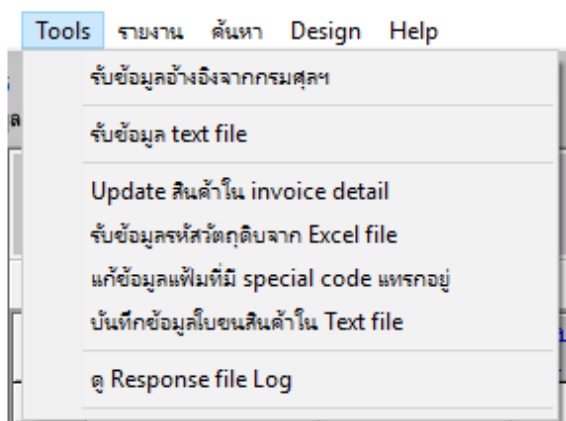 Tools รายงาน ค้นหา Design Help
รับข้อมูลอ้างอิงจากกรมศุลฯ
รับข้อมูล text file
Update สินค้าใน invoice detail
รับข้อมูลรหัสวัตถุดิบจาก Excel file
แก้ข้อมูลแฟ้มที่มี special code แทรกอยู่
บันทึกข้อมูลใบขนสินค้าใน Text file
ดู Response file Log